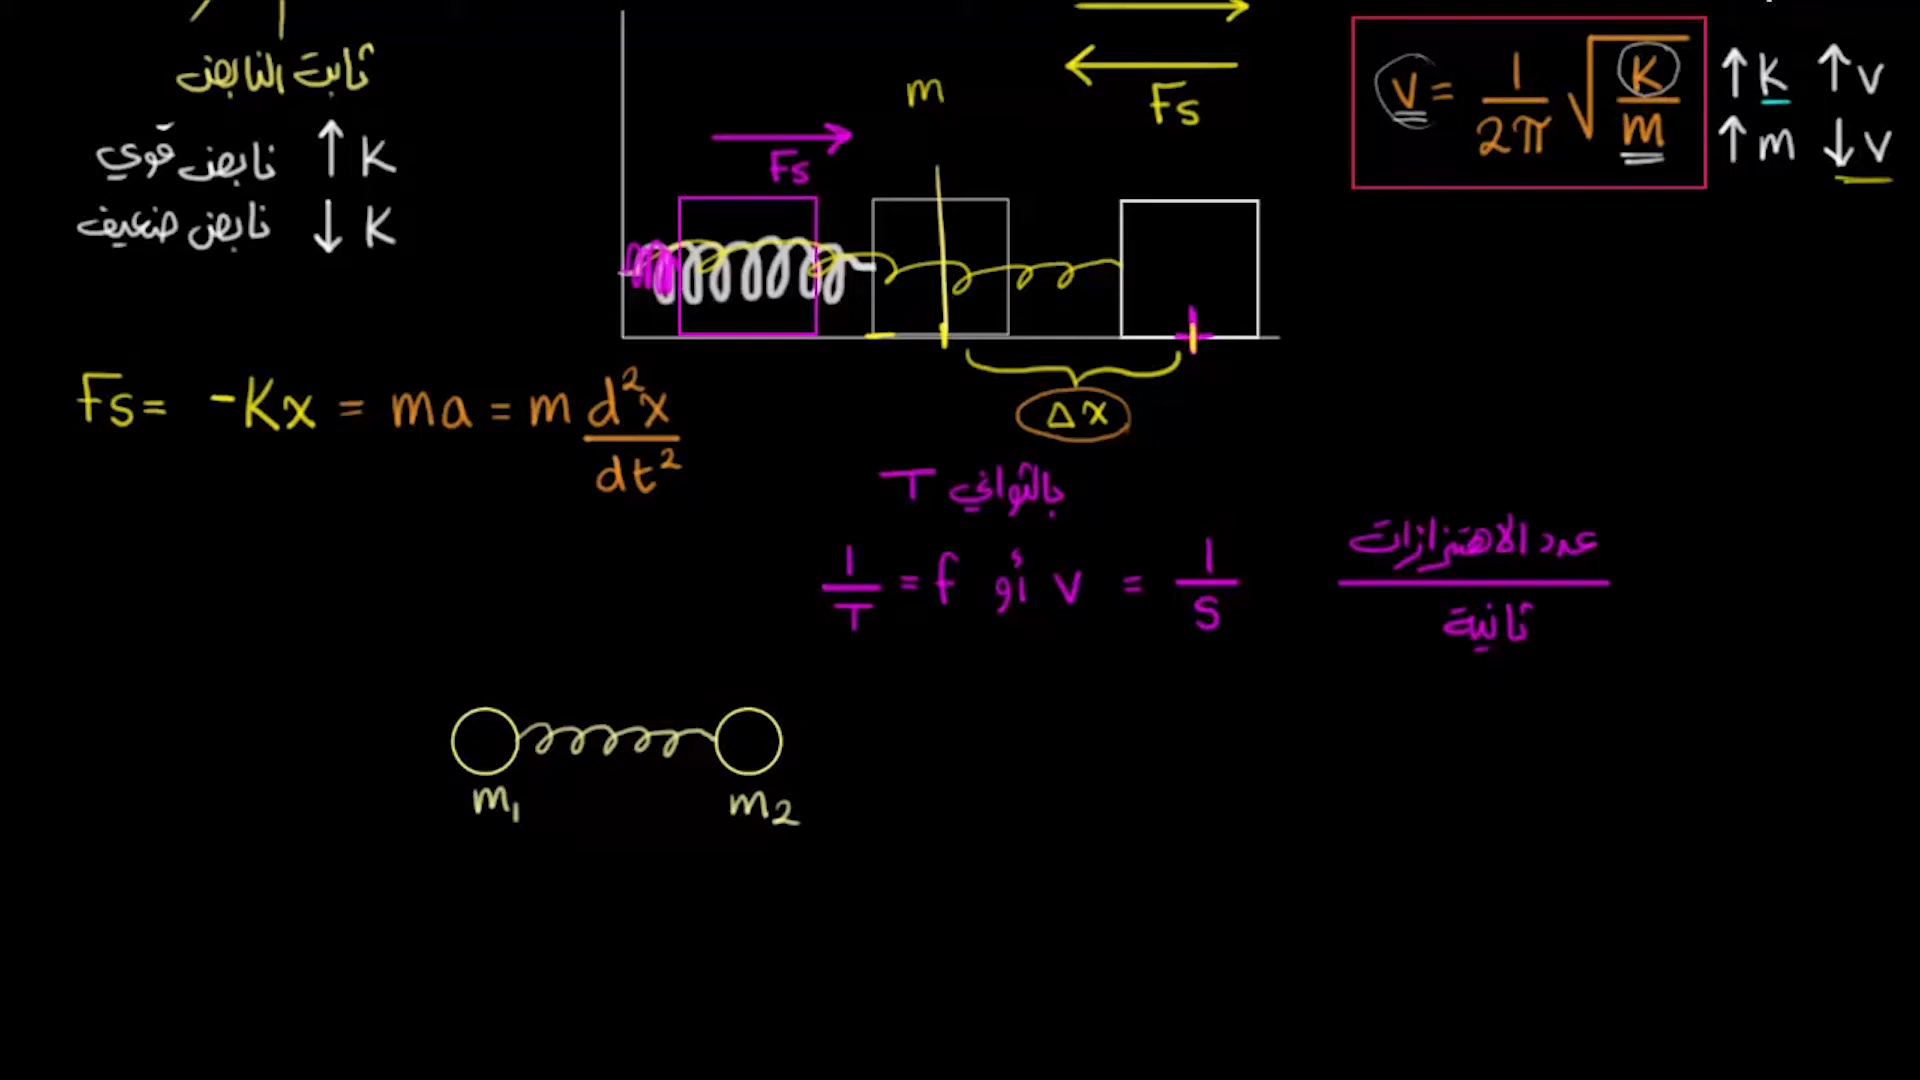 ثابت النابض
نابض قوي ↑ K
نابض ضعيف ↓ K
m
Fs
Fs
v = 1/2π √(K/m)
↑ K ↑ v
↑ m ↓ v
Fs = -Kx = ma = m d²x/dt²
Δx
T بالثواني
1/T = f أو v = 1/s
عدد الاهتزازات
ثانية
m₁ m₂